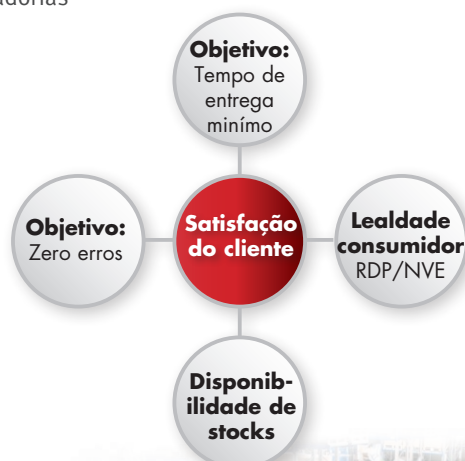 Objetivo:
Tempo de
entrega
minímo
Objetivo:
Zero erros
Satisfação
do cliente
Lealdade
consumidor
RDP/NVE
Disponib-
ilidade de
stocks